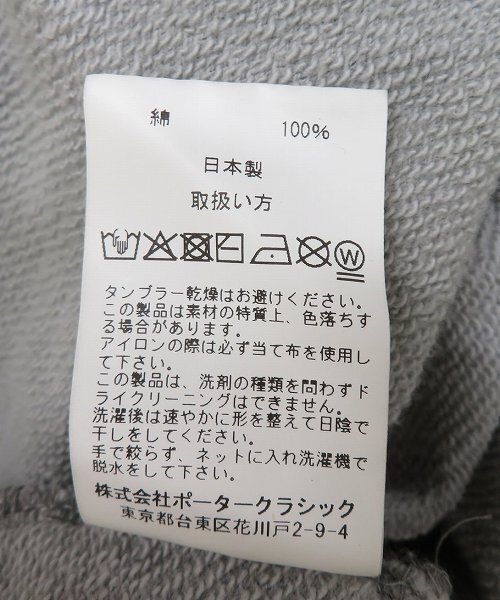 綿 100%
日本製
取扱い方
W
タンブラー乾燥はお避けください。
この製品は素材の特質上、色落ちす
る場合があります。
アイロンの際は必ず当て布を使用し
て下さい。
この製品は、洗剤の種類を問わずド
ライクリーニングはできません。
洗濯後は速やかに形を整えて日陰で
干しをしてください。
手で絞らず、ネットに入れ洗濯機で
脱水をして下さい。
株式会社ポータークラシック
東京都台東区花川戸2-9-4